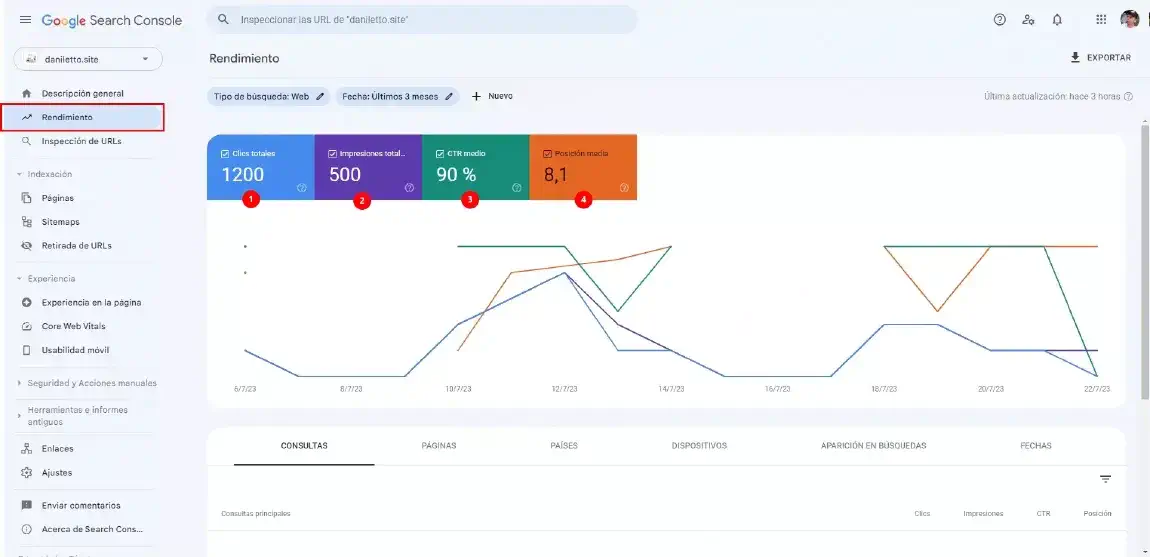 Google Search Console
Inspeccionar las URL de "daniletto.site"
daniletto.site
Rendimiento
EXPORTAR
Descripción general
Rendimiento
Inspección de URLs
Tipo de búsqueda: Web
Fecha: Últimos 3 meses
Nuevo
Última actualización: hace 3 horas
Indexación
Páginas
Sitemaps
Retirada de URLs
Experiencia
Experiencia en la página
Core Web Vitals
Usabilidad móvil
Seguridad y Acciones manuales
Herramientas e informes
antiguos
Enlaces
Ajustes
Enviar comentarios
Acerca de Search Cons...
Clics totales
1200
1
Impresiones total...
500
2
CTR medio
90 %
3
Posición media
8,1
4
6/7/23
8/7/23
10/7/23
12/7/23
14/7/23
16/7/23
18/7/23
20/7/23
22/7/23
CONSULTAS
PÁGINAS
PAÍSES
DISPOSITIVOS
APARICIÓN EN BÚSQUEDAS
FECHAS
Consultas principales
Clics
Impresiones
CTR
Posición